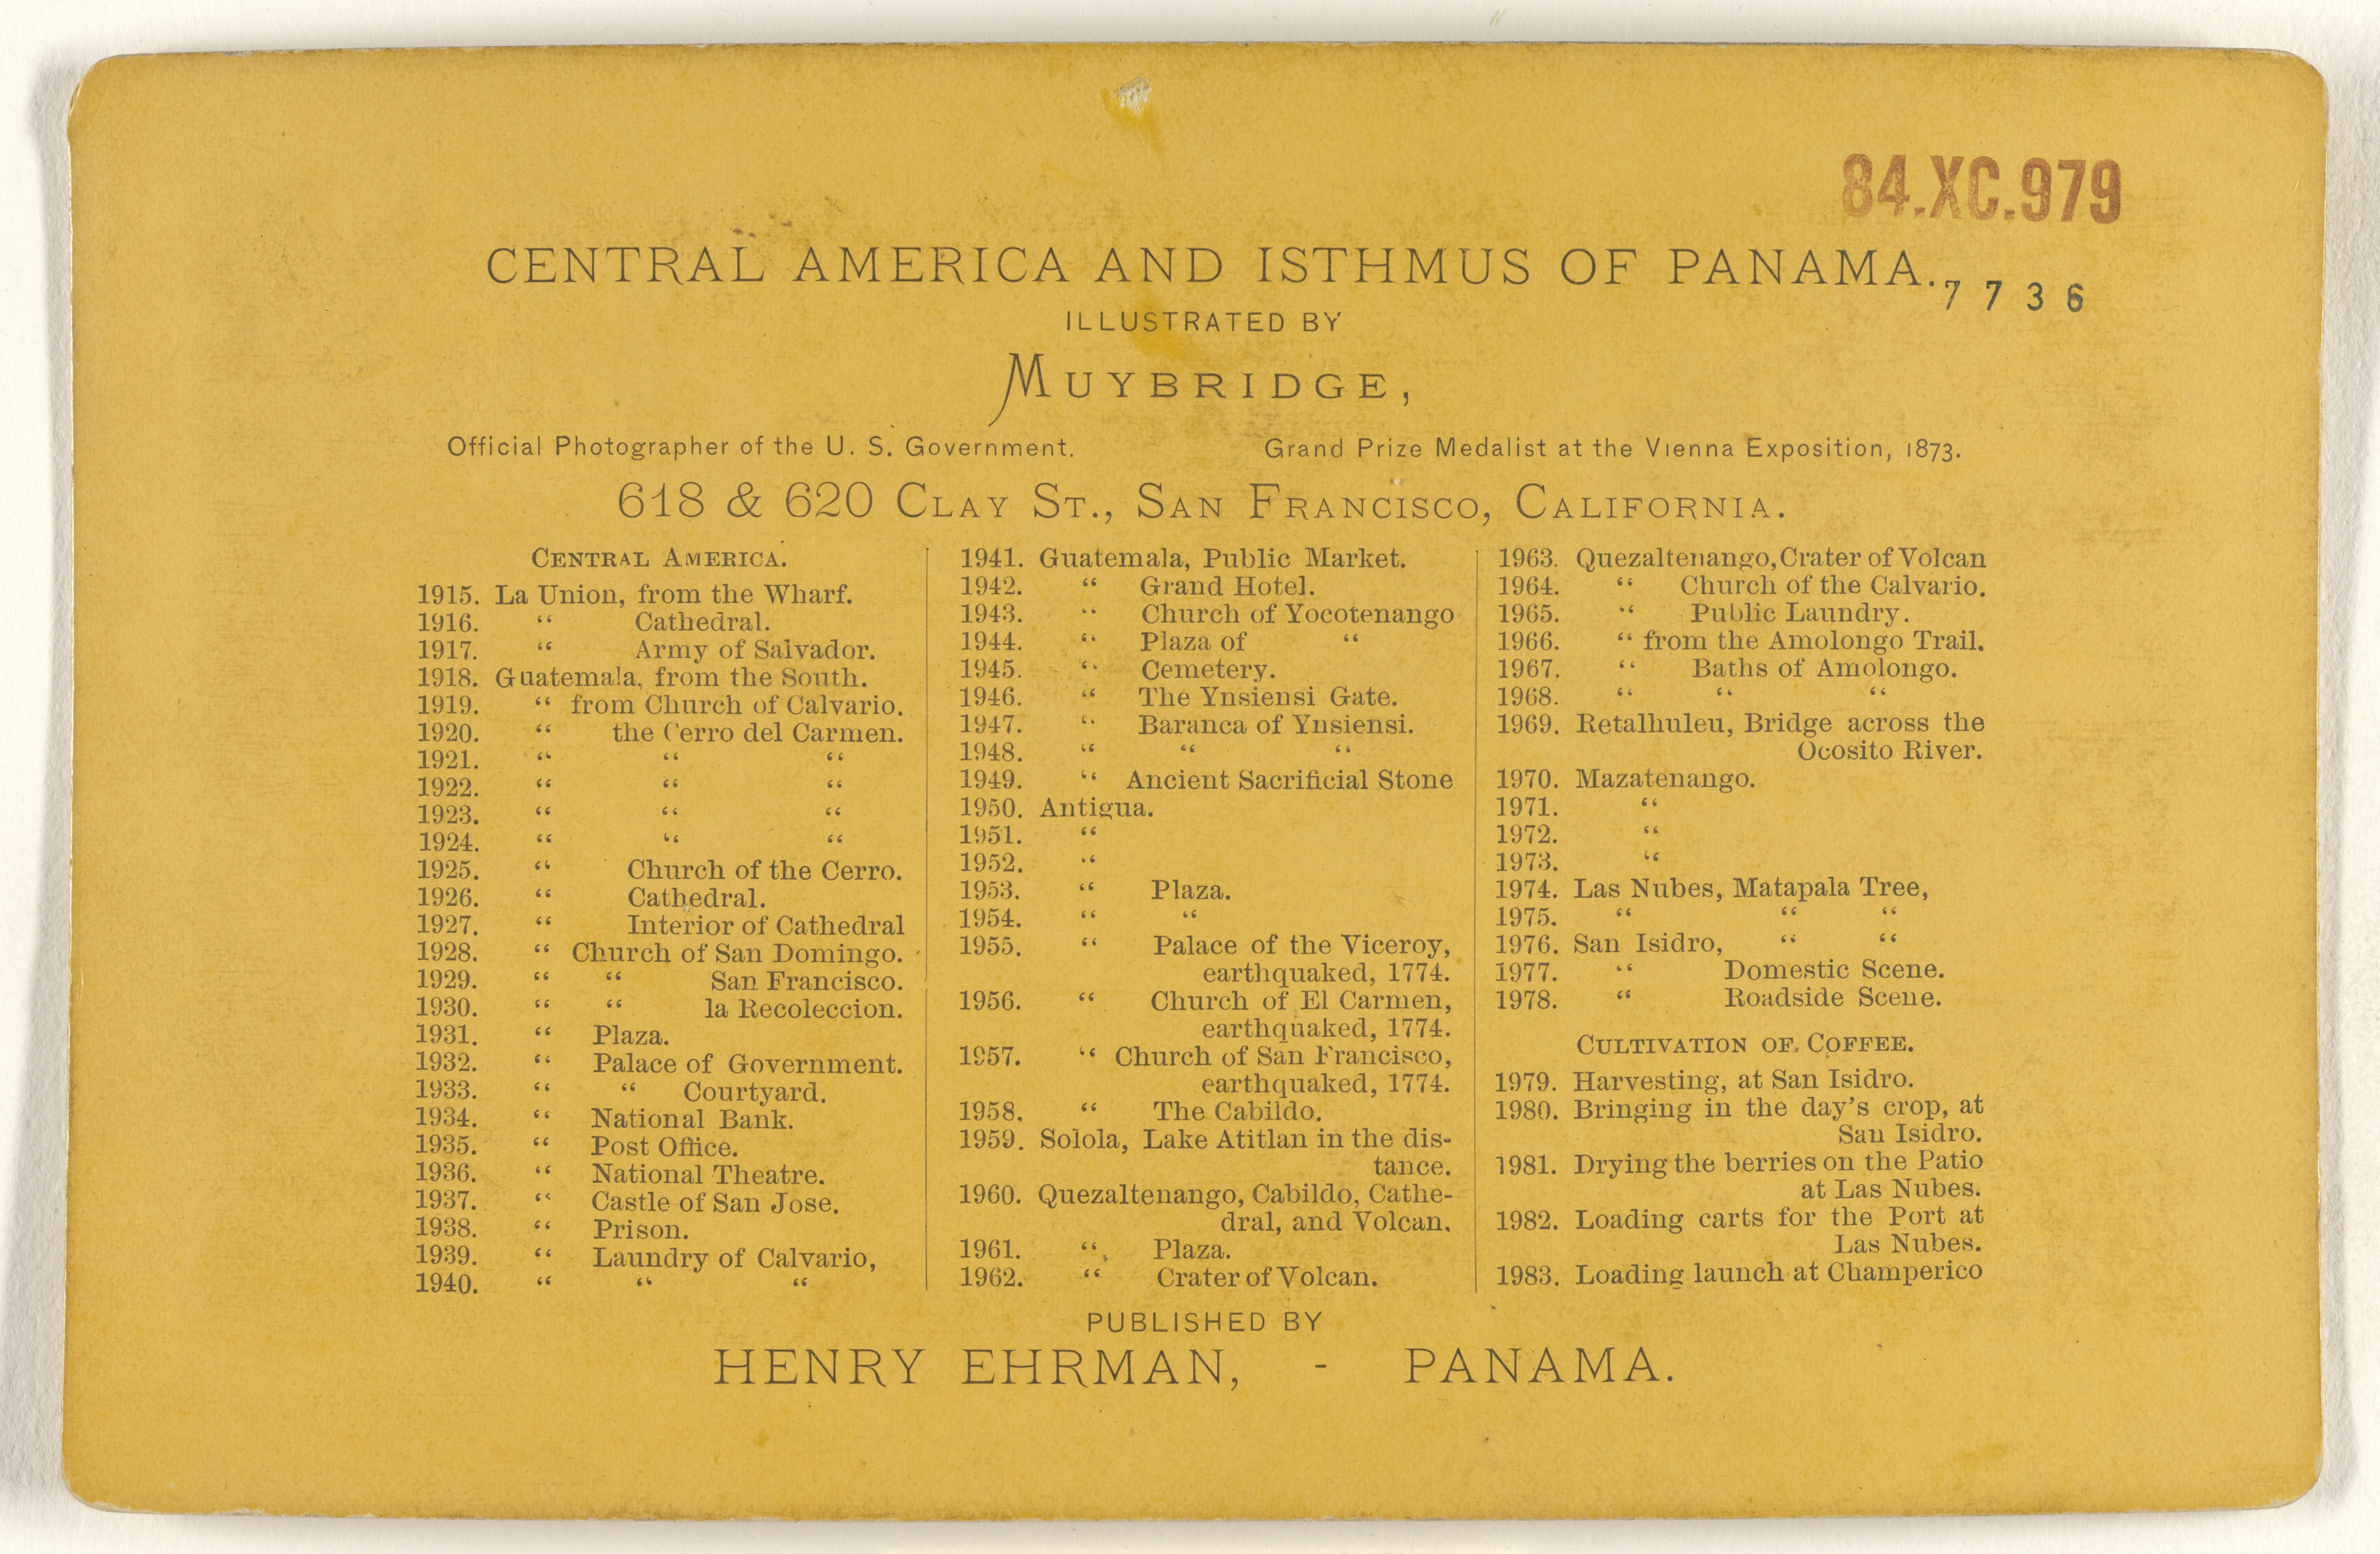 84.XC.979
CENTRAL AMERICA AND ISTHMUS OF PANAMA.
7 7 3 6
ILLUSTRATED BY
MUYBRIDGE,
Official Photographer of the U. S. Government. Grand Prize Medalist at the Vienna Exposition, 1873.
618 & 620 CLAY ST., SAN FRANCISCO, CALIFORNIA.
CENTRAL AMERICA.
1915. La Union, from the Wharf.
1916. “ Cathedral.
1917. “ Army of Salvador.
1918. Guatemala, from the South.
1919. “ from Church of Calvario.
1920. “ the Cerro del Carmen.
1921. “ “ “
1922. “ “ “
1923. “ “ “
1924. “ “ “
1925. “ Church of the Cerro.
1926. “ Cathedral.
1927. “ Interior of Cathedral
1928. “ Church of San Domingo.
1929. “ “ San Francisco.
1930. “ “ la Recoleccion.
1931. “ Plaza.
1932. “ Palace of Government.
1933. “ “ Courtyard.
1934. “ National Bank.
1935. “ Post Office.
1936. “ National Theatre.
1937. “ Castle of San Jose.
1938. “ Prison.
1939. “ Laundry of Calvario,
1940. “ “ “
1941. Guatemala, Public Market.
1942. “ Grand Hotel.
1943. “ Church of Yocotenango
1944. “ Plaza of “
1945. “ Cemetery.
1946. “ The Ynsiensi Gate.
1947. “ Baranca of Ynsiensi.
1948. “ “ “
1949. “ Ancient Sacrificial Stone
1950. Antigua.
1951. “
1952. “
1953. “ Plaza.
1954. “ “
1955. “ Palace of the Viceroy,
earthquaked, 1774.
1956. “ Church of El Carmen,
earthquaked, 1774.
1957. “ Church of San Francisco,
earthquaked, 1774.
1958. “ The Cabildo.
1959. Solola, Lake Atitlan in the dis-
tance.
1960. Quezaltenango, Cabildo, Cathe-
dral, and Volcan.
1961. “ Plaza.
1962. “ Crater of Volcan.
1963. Quezaltenango, Crater of Volcan
1964. “ Church of the Calvario.
1965. “ Public Laundry.
1966. “ from the Amolongo Trail.
1967. “ Baths of Amolongo.
1968. “ “ “
1969. Retalhuleu, Bridge across the
Ocosito River.
1970. Mazatenango.
1971. “
1972. “
1973. “
1974. Las Nubes, Matapala Tree,
1975. “ “ “
1976. San Isidro, “ “
1977. “ Domestic Scene.
1978. “ Roadside Scene.
CULTIVATION OF COFFEE.
1979. Harvesting, at San Isidro.
1980. Bringing in the day's crop, at
San Isidro.
1981. Drying the berries on the Patio
at Las Nubes.
1982. Loading carts for the Port at
Las Nubes.
1983. Loading launch at Champerico
PUBLISHED BY
HENRY EHRMAN, - PANAMA.